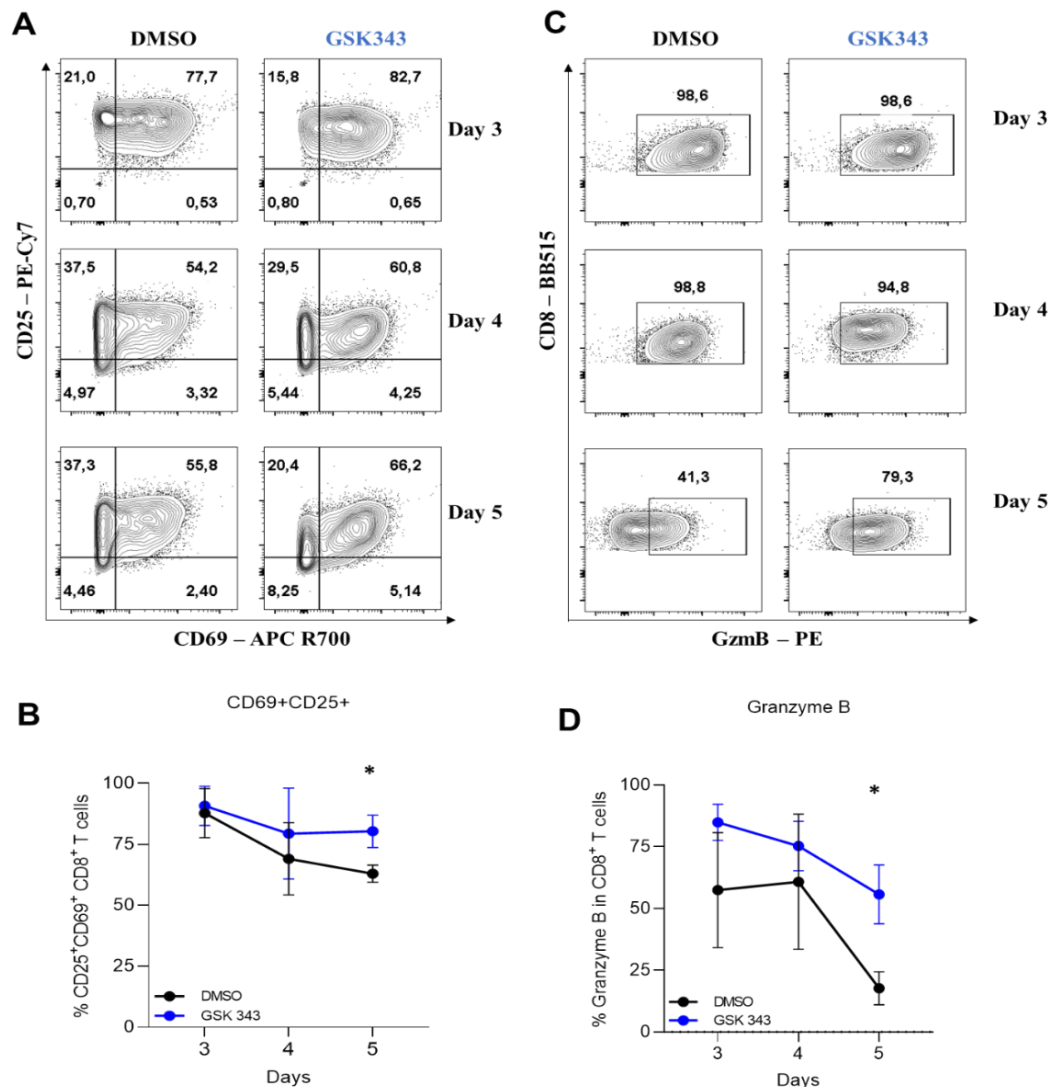 A
DMSO
GSK343
21,0
77,7
15,8
82,7
Day 3
0,70
0,53
0,80
0,65
37,5
54,2
29,5
60,8
Day 4
4,97
3,32
5,44
4,25
37,3
55,8
20,4
66,2
Day 5
4,46
2,40
8,25
5,14
CD25 – PE-Cy7
CD69 – APC R700
C
DMSO
GSK343
98,6
98,6
Day 3
98,8
94,8
Day 4
41,3
79,3
Day 5
CD8 – BB515
GzmB – PE
B
CD69+CD25+
*
100
75
50
25
0
% CD25⁺CD69⁺ CD8⁺ T cells
DMSO
GSK 343
3
4
5
Days
D
Granzyme B
*
100
75
50
25
0
% Granzyme B in CD8⁺ T cells
DMSO
GSK 343
3
4
5
Days